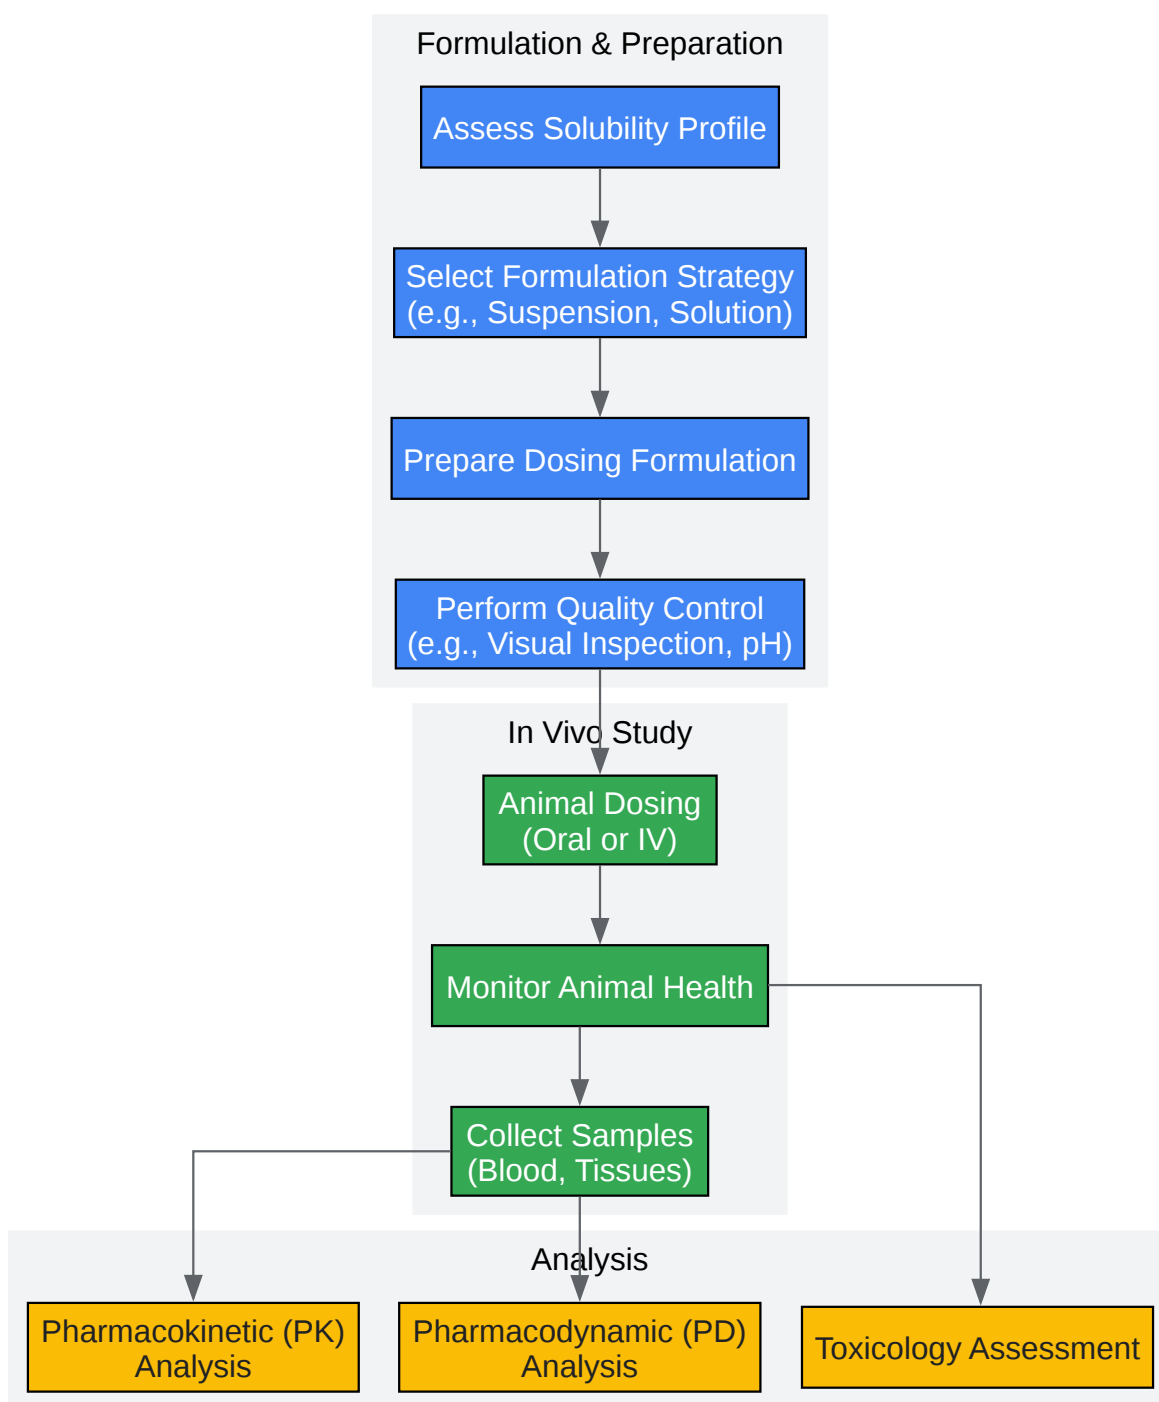 Formulation & Preparation
Assess Solubility Profile
Select Formulation Strategy
(e.g., Suspension, Solution)
Prepare Dosing Formulation
Perform Quality Control
(e.g., Visual Inspection, pH)
In Vivo Study
Animal Dosing
(Oral or IV)
Monitor Animal Health
Collect Samples
(Blood, Tissues)
Analysis
Pharmacokinetic (PK)
Analysis
Pharmacodynamic (PD)
Analysis
Toxicology Assessment